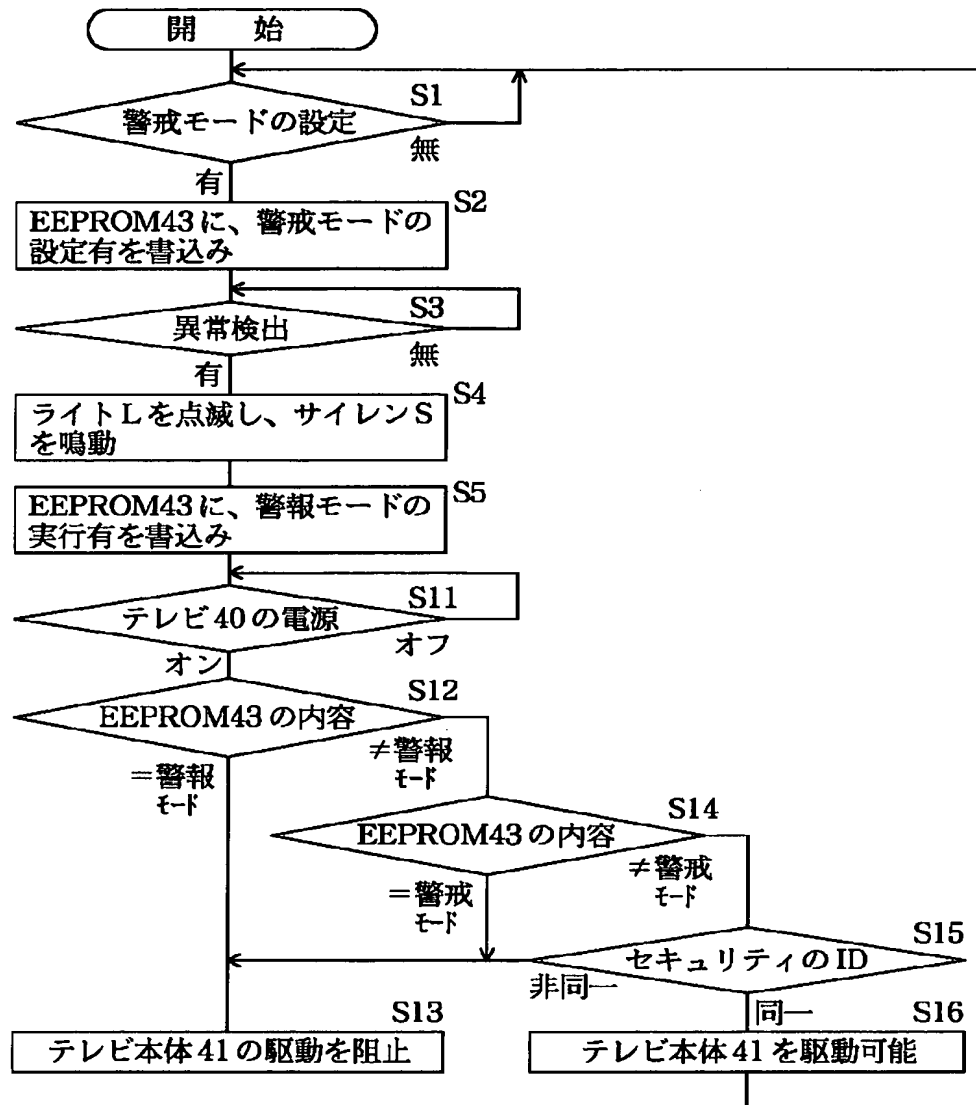 開 始
S1
警戒モードの設定
無
有
S2
EEPROM43に、警戒モードの
設定有を書込み
S3
異常検出
無
有
S4
ライトLを点滅し、サイレンS
を鳴動
S5
EEPROM43に、警報モードの
実行有を書込み
S11
テレビ40の電源
オフ
オン
S12
EEPROM43の内容
≠警報
モード
=警報
モード
S14
EEPROM43の内容
≠警戒
モード
=警戒
モード
S15
セキュリティのID
非同一
同一
S13
テレビ本体41の駆動を阻止
S16
テレビ本体41を駆動可能